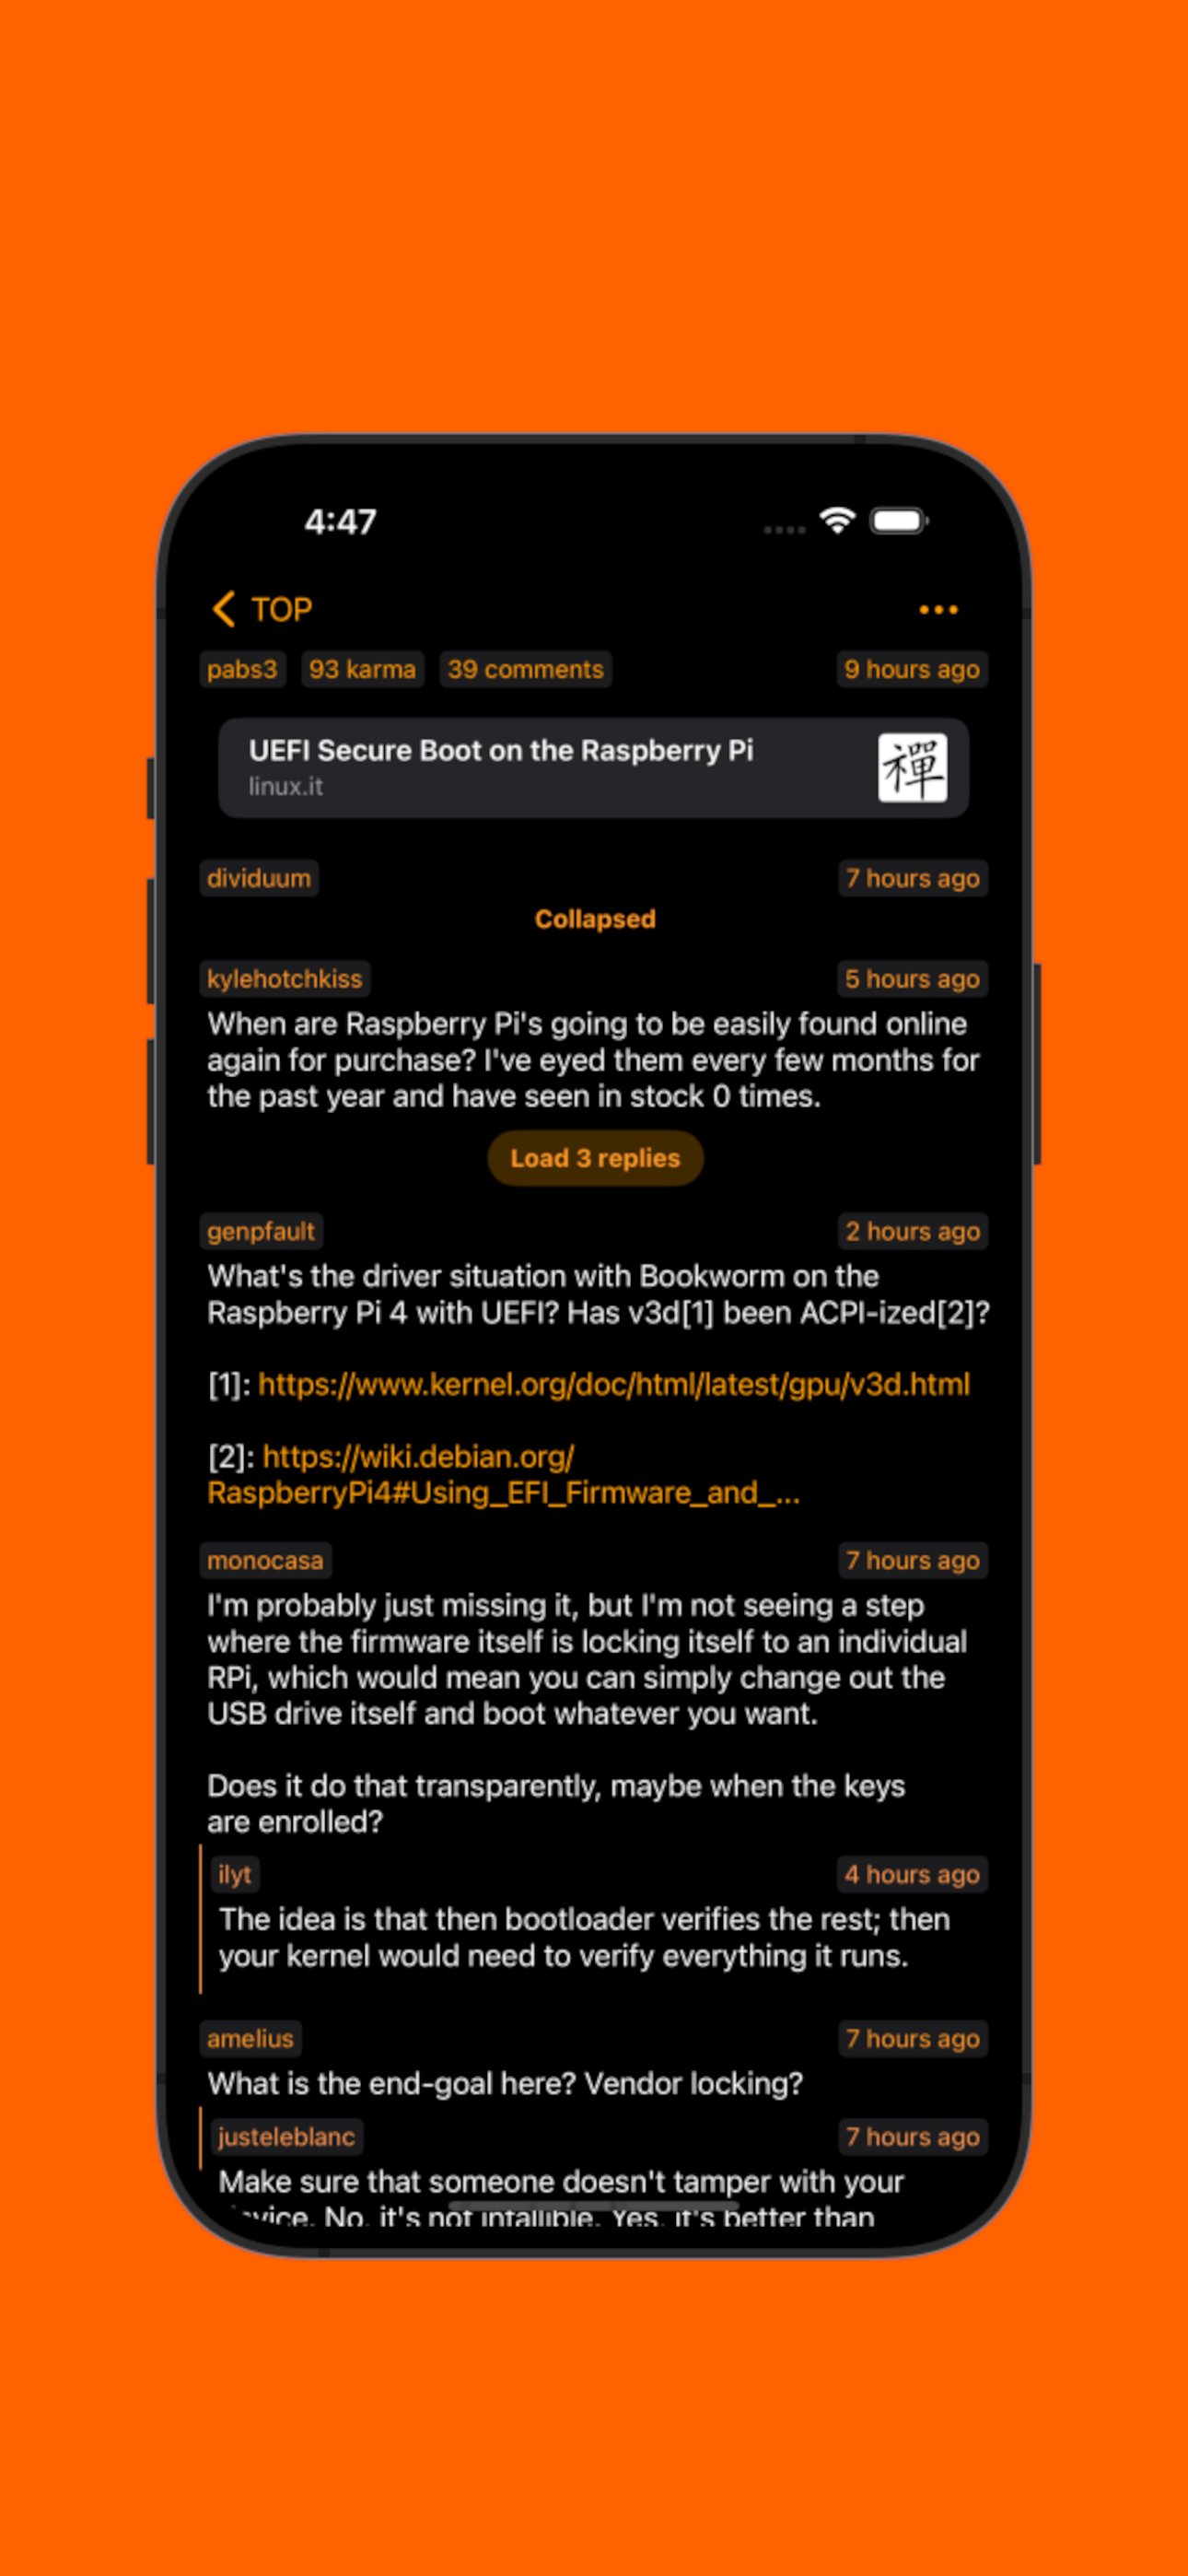 4:47
TOP
pabs3 93 karma 39 comments 9 hours ago
UEFI Secure Boot on the Raspberry Pi
linux.it
禪
dividuum 7 hours ago
Collapsed
kylehotchkiss 5 hours ago
When are Raspberry Pi's going to be easily found online
again for purchase? I've eyed them every few months for
the past year and have seen in stock 0 times.
Load 3 replies
genpfault 2 hours ago
What's the driver situation with Bookworm on the
Raspberry Pi 4 with UEFI? Has v3d[1] been ACPI-ized[2]?
[1]: https://www.kernel.org/doc/html/latest/gpu/v3d.html
[2]: https://wiki.debian.org/
RaspberryPi4#Using_EFI_Firmware_and_...
monocasa 7 hours ago
I'm probably just missing it, but I'm not seeing a step
where the firmware itself is locking itself to an individual
RPi, which would mean you can simply change out the
USB drive itself and boot whatever you want.
Does it do that transparently, maybe when the keys
are enrolled?
ilyt 4 hours ago
The idea is that then bootloader verifies the rest; then
your kernel would need to verify everything it runs.
amelius 7 hours ago
What is the end-goal here? Vendor locking?
justeleblanc 7 hours ago
Make sure that someone doesn't tamper with your
No, it's not infallible. Yes, it's better than